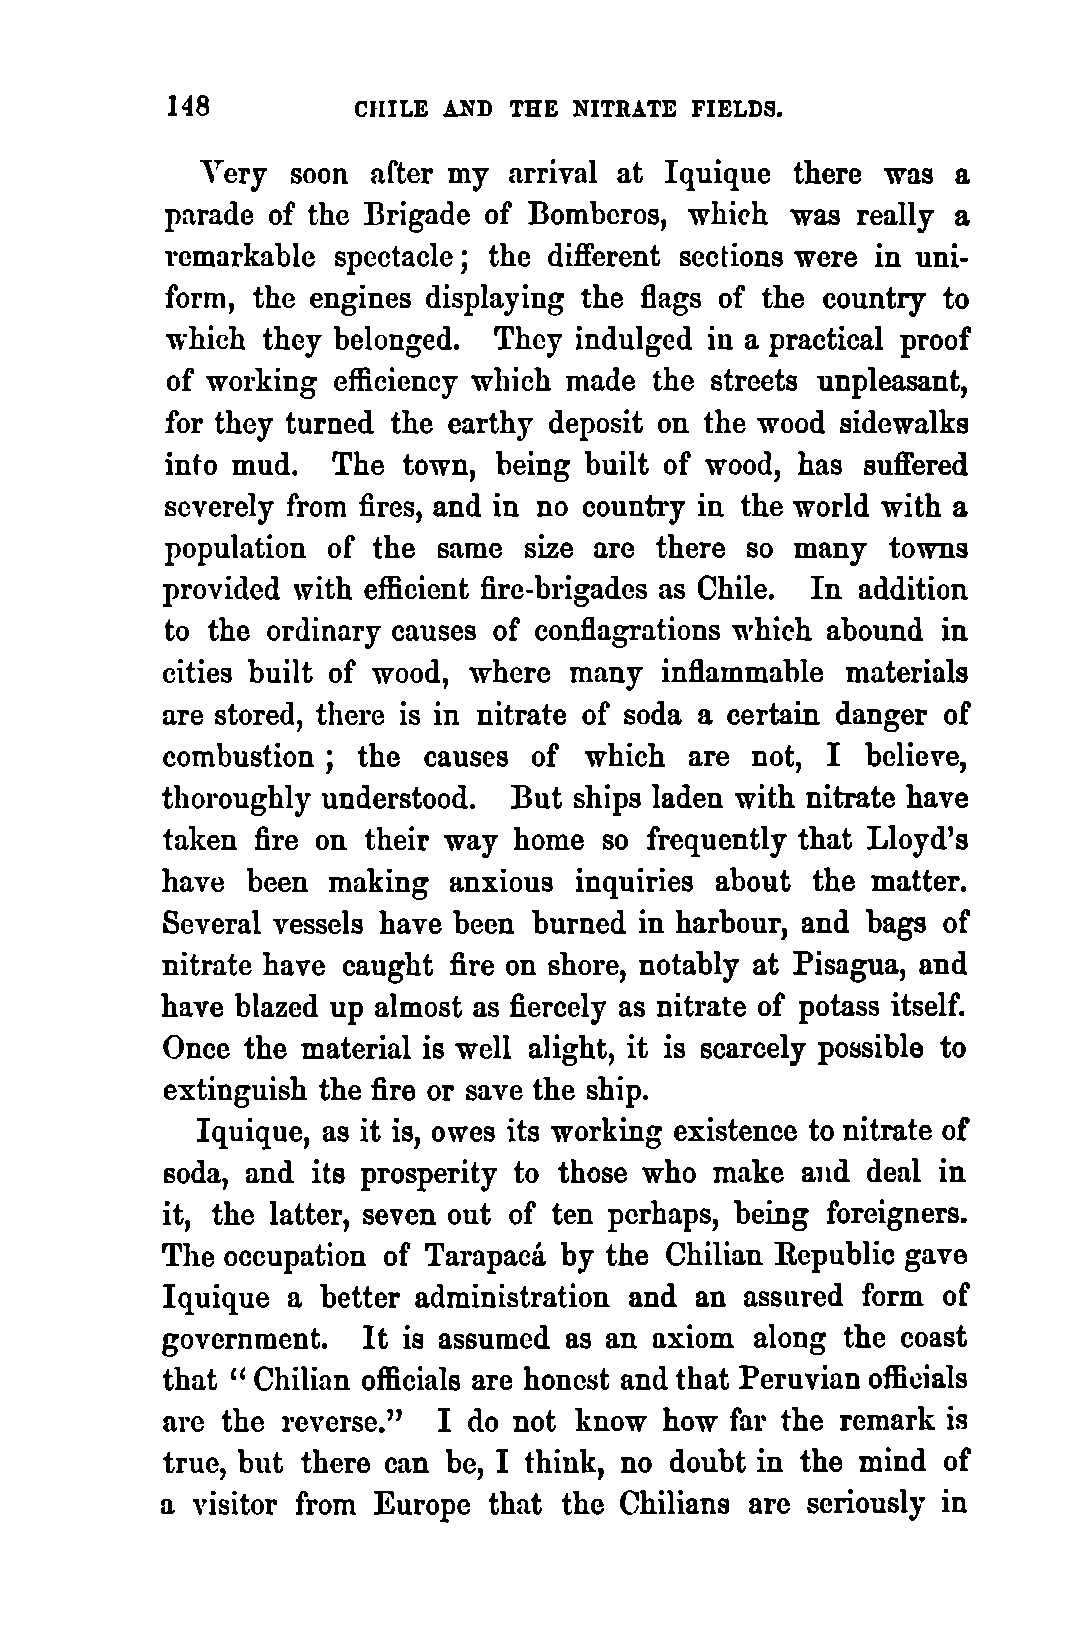 148 CHILE AND THE NITRATE FIELDS.
Very soon after my arrival at Iquique there was a
parade of the Brigade of Bomberos, which was really a
remarkable spectacle; the different sections were in uni-
form, the engines displaying the flags of the country to
which they belonged. They indulged in a practical proof
of working efficiency which made the streets unpleasant,
for they turned the earthy deposit on the wood sidewalks
into mud. The town, being built of wood, has suffered
severely from fires, and in no country in the world with a
population of the same size are there so many towns
provided with efficient fire-brigades as Chile. In addition
to the ordinary causes of conflagrations which abound in
cities built of wood, where many inflammable materials
are stored, there is in nitrate of soda a certain danger of
combustion; the causes of which are not, I believe,
thoroughly understood. But ships laden with nitrate have
taken fire on their way home so frequently that Lloyd's
have been making anxious inquiries about the matter.
Several vessels have been burned in harbour, and bags of
nitrate have caught fire on shore, notably at Pisagua, and
have blazed up almost as fiercely as nitrate of potass itself.
Once the material is well alight, it is scarcely possible to
extinguish the fire or save the ship.
Iquique, as it is, owes its working existence to nitrate of
soda, and its prosperity to those who make and deal in
it, the latter, seven out of ten perhaps, being foreigners.
The occupation of Tarapacá by the Chilian Republic gave
Iquique a better administration and an assured form of
government. It is assumed as an axiom along the coast
that "Chilian officials are honest and that Peruvian officials
are the reverse." I do not know how far the remark is
true, but there can be, I think, no doubt in the mind of
a visitor from Europe that the Chilians are seriously in